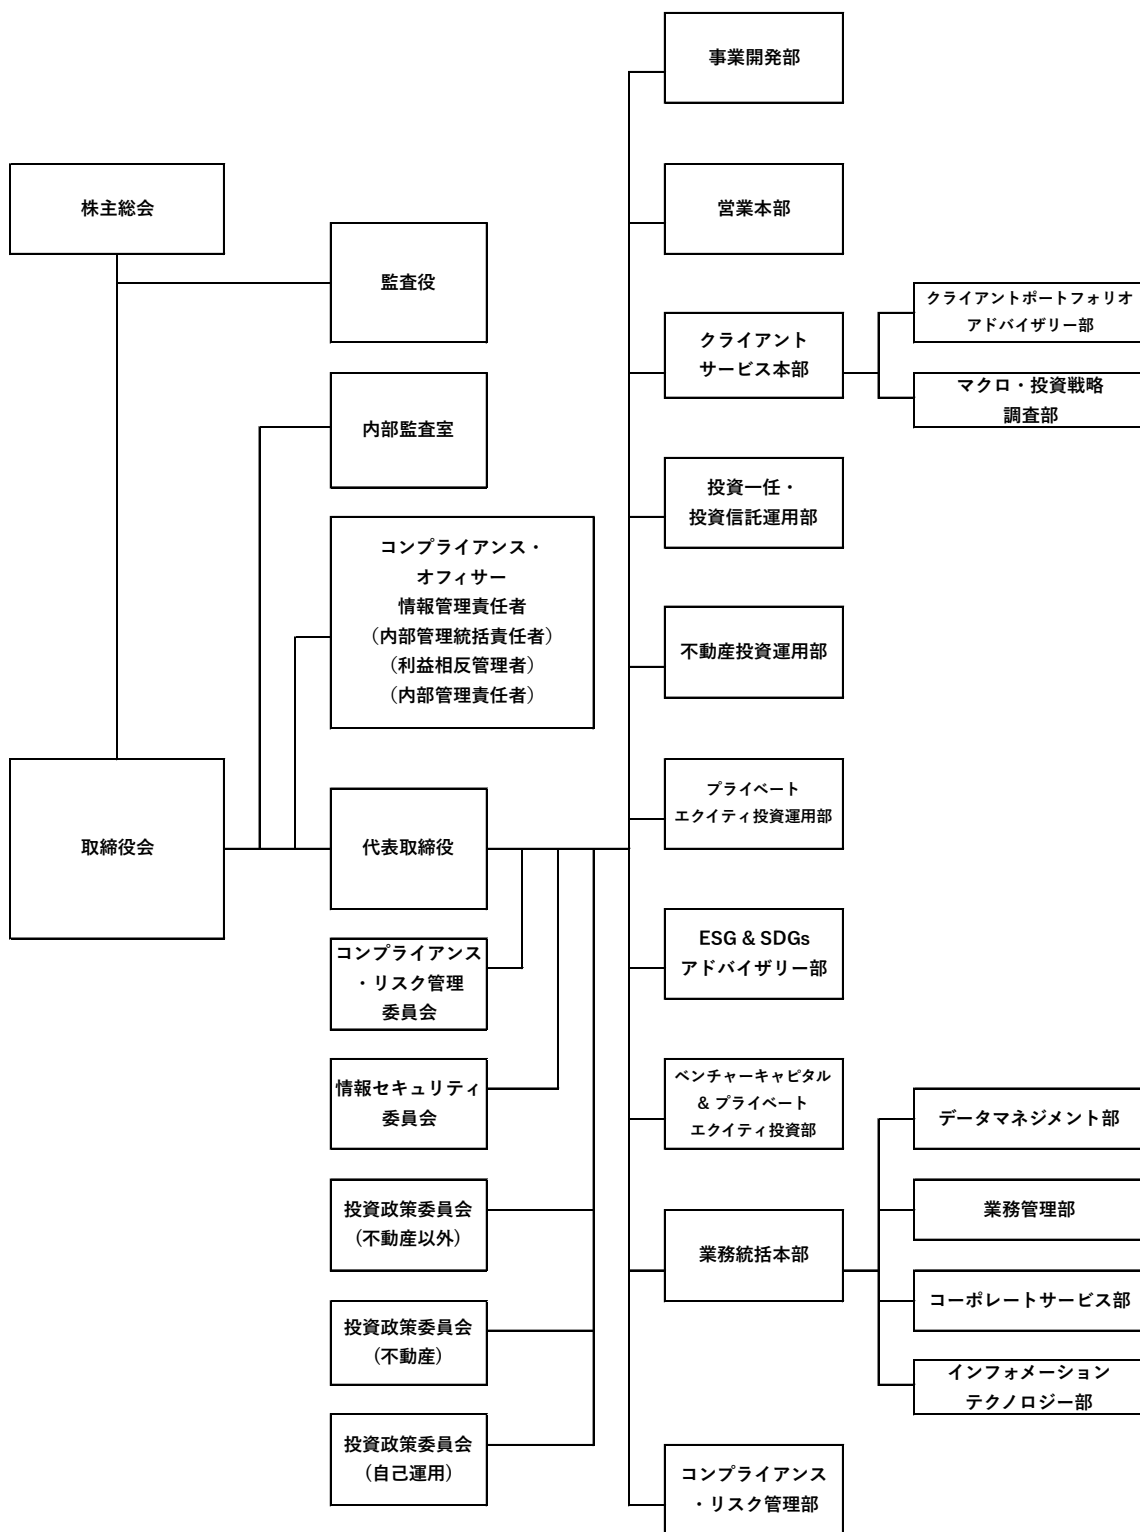 株主総会
監査役
内部監査室
コンプライアンス・
オフィサー
情報管理責任者
（内部管理統括責任者）
（利益相反管理者）
（内部管理責任者）
取締役会
代表取締役
コンプライアンス
・リスク管理
委員会
情報セキュリティ
委員会
投資政策委員会
（不動産以外）
投資政策委員会
（不動産）
投資政策委員会
（自己運用）
事業開発部
営業本部
クライアント
サービス本部
クライアントポートフォリオ
アドバイザリー部
マクロ・投資戦略
調査部
投資一任・
投資信託運用部
不動産投資運用部
プライベート
エクイティ投資運用部
ESG & SDGs
アドバイザリー部
ベンチャーキャピタル
& プライベート
エクイティ投資部
業務統括本部
データマネジメント部
業務管理部
コーポレートサービス部
インフォメーション
テクノロジー部
コンプライアンス
・リスク管理部